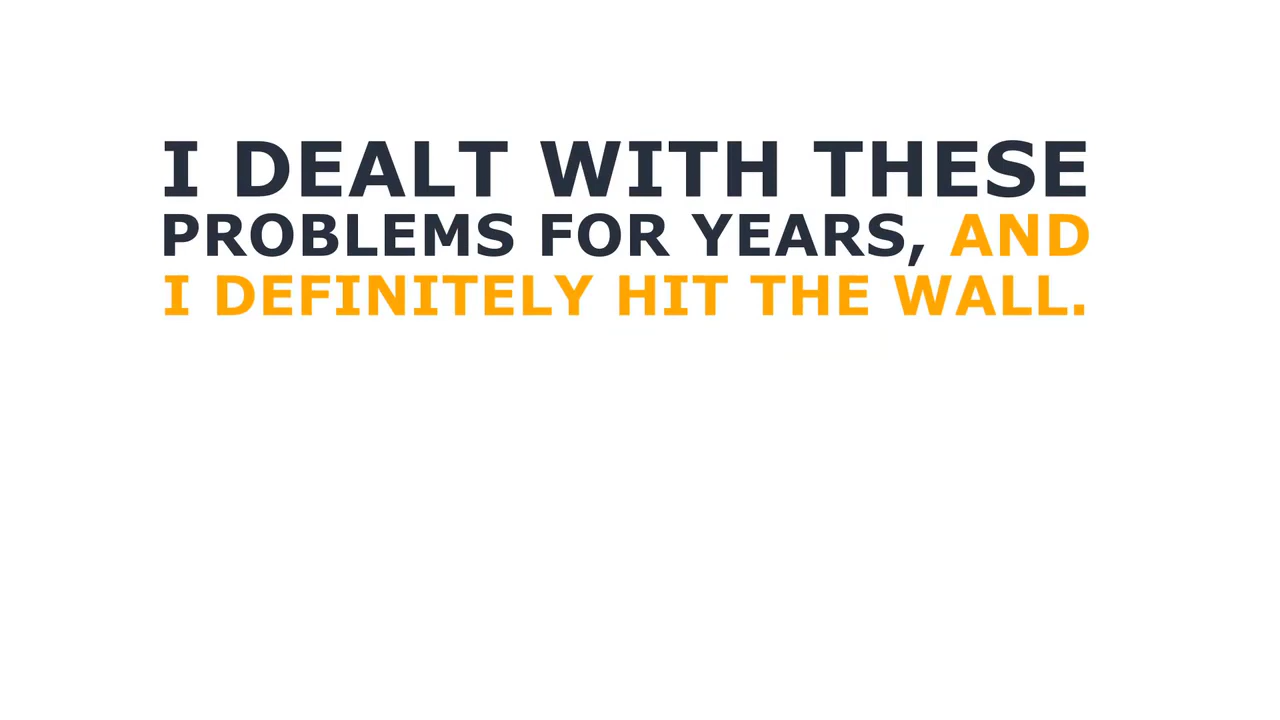 I DEALT WITH THESE
PROBLEMS FOR YEARS, AND
I DEFINITELY HIT THE WALL.